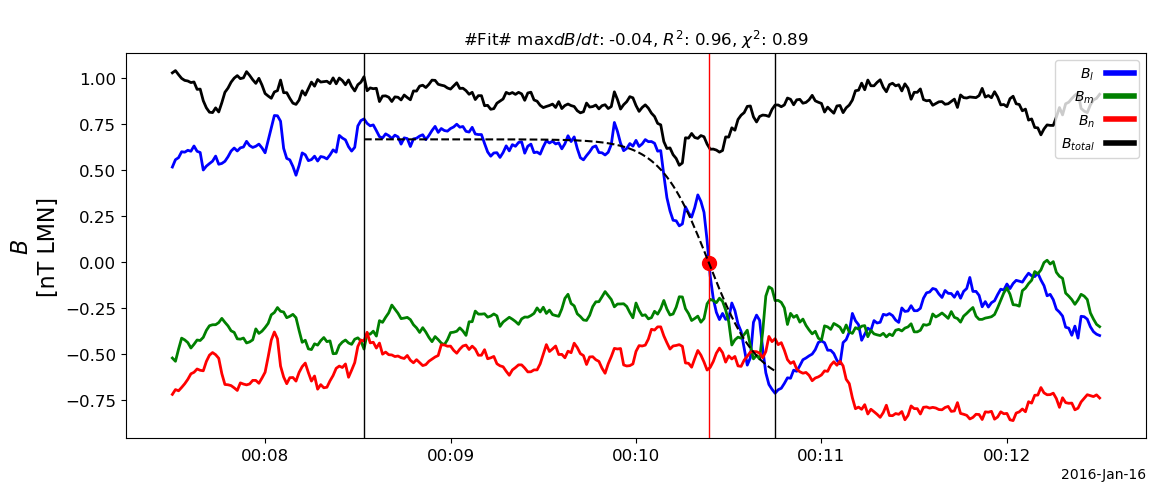 #Fit# maxdB/dt: -0.04, R²: 0.96, χ²: 0.89
B
[nT LMN]
1.00
0.75
0.50
0.25
0.00
−0.25
−0.50
−0.75
B_l
B_m
B_n
B_total
00:08 00:09 00:10 00:11 00:12
2016-Jan-16